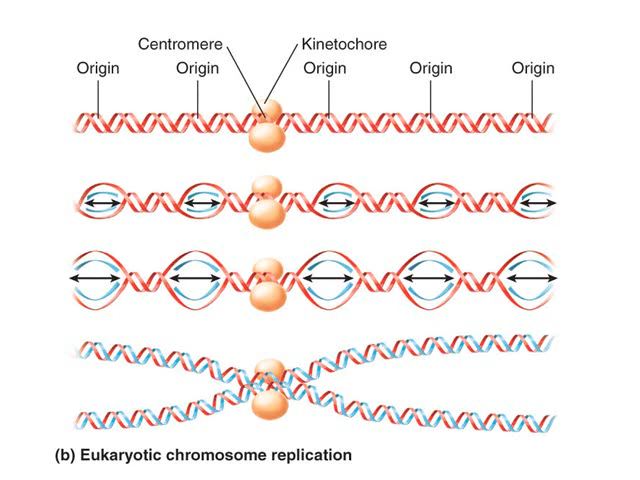 Centromere Kinetochore
Origin Origin Origin Origin Origin
(b) Eukaryotic chromosome replication